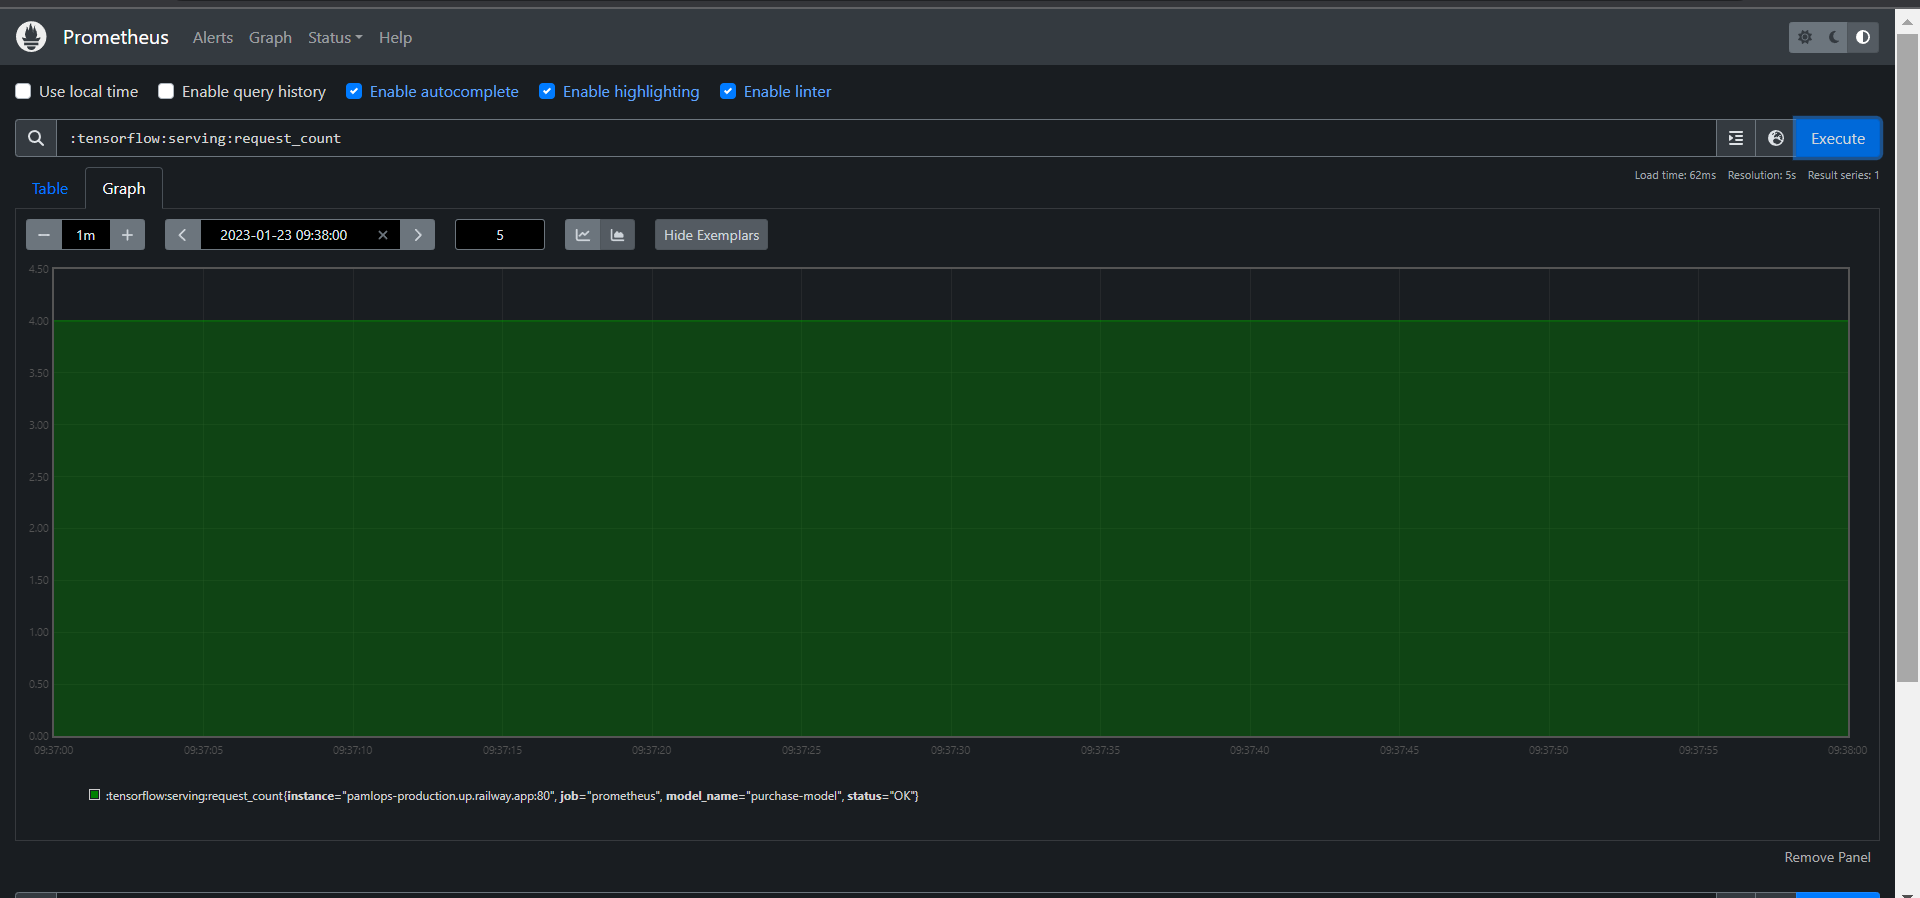 Prometheus Alerts Graph Status Help
Use local time Enable query history Enable autocomplete Enable highlighting Enable linter
:tensorflow:serving:request_count Execute
Load time: 62ms Resolution: 5s Result series: 1
Table Graph
1m 2023-01-23 09:38:00 5 Hide Exemplars
4.50
4.00
3.50
3.00
2.50
2.00
1.50
1.00
0.50
0.00
09:37:00 09:37:05 09:37:10 09:37:15 09:37:20 09:37:25 09:37:30 09:37:35 09:37:40 09:37:45 09:37:50 09:37:55 09:38:00
:tensorflow:serving:request_count{instance="pamlops-production.up.railway.app:80", job="prometheus", model_name="purchase-model", status="OK"}
Remove Panel